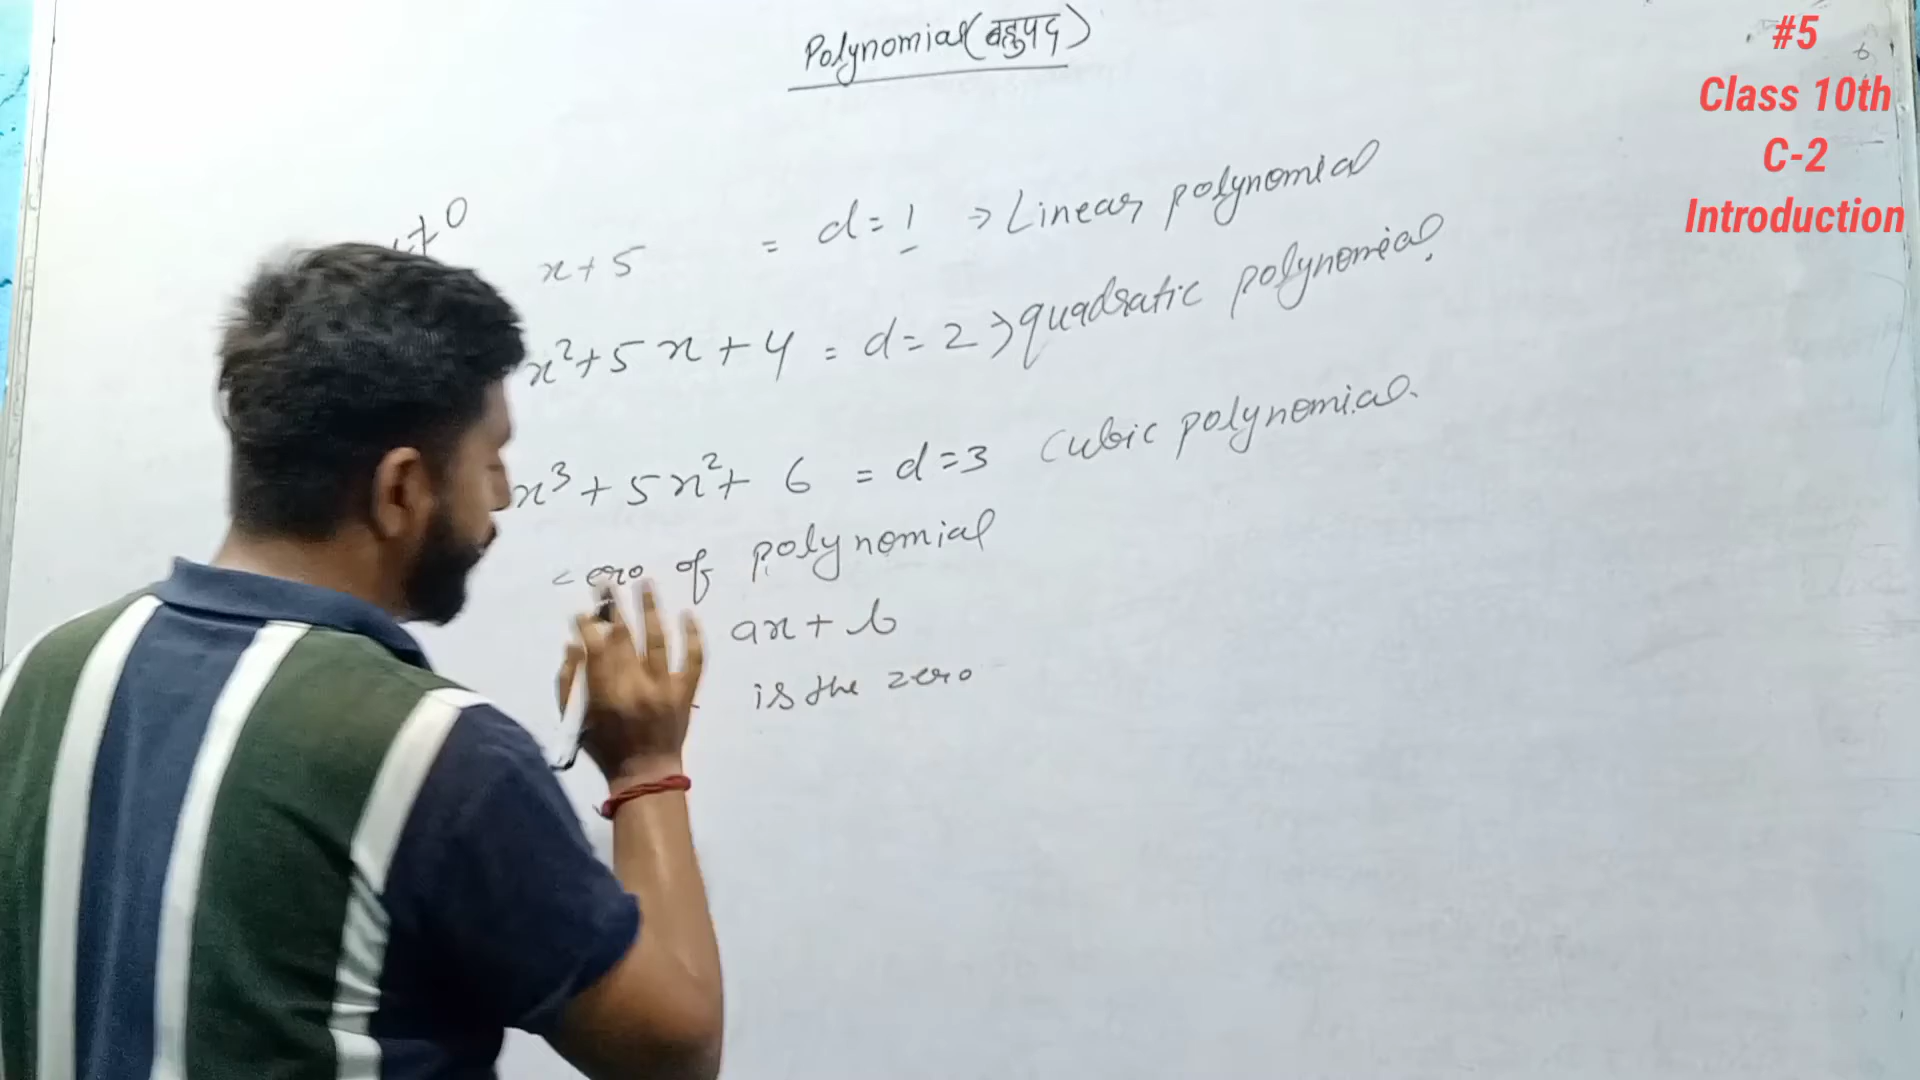 Polynomial (बहुपद)
#5
Class 10th
C-2
Introduction
6
≠ 0
x + 5 = d = 1 → Linear polynomial
x² + 5x + 4 = d = 2 → quadratic polynomial.
x³ + 5x² + 6 = d = 3 Cubic polynomial.
zero of polynomial
ax + b
is the zero